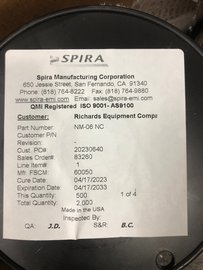 SPIRA
Spira Manufacturing Corporation
650 Jessie Street, San Fernando, CA 91340
Phone: (818) 764-8222 Fax: (818) 764-9880
www.spira-emi.com Email: sales@spira-emi.com
QMI Registered ISO 9001- AS9100
Customer: Richards Equipment Compa
Part Number: NM-06 NC
Customer P/N
Revision: -
Cust. PO#: 20230640
Sales Order#: 83280
Line Item#: 1
Mfr. FSCM: 60050
Cure Date: 04/17/2023
Expiration Date: 04/17/2033
This Quantity: 500 1 of 4
Total Quantity: 2,000
Made in the USA
Inspected By:
QA: J.D. S&R: B.C.